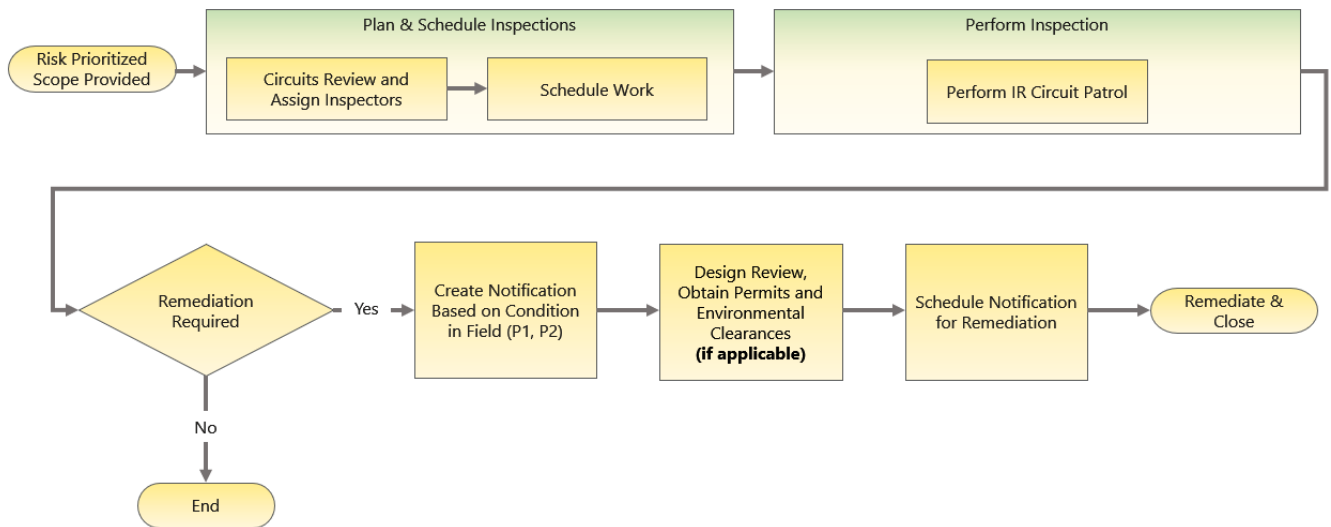 Plan & Schedule Inspections
Perform Inspection
Risk Prioritized
Scope Provided
Circuits Review and
Assign Inspectors
Schedule Work
Perform IR Circuit Patrol
Remediation
Required
Yes
Create Notification
Based on Condition
in Field (P1, P2)
Design Review,
Obtain Permits and
Environmental
Clearances
(if applicable)
Schedule Notification
for Remediation
Remediate &
Close
No
End